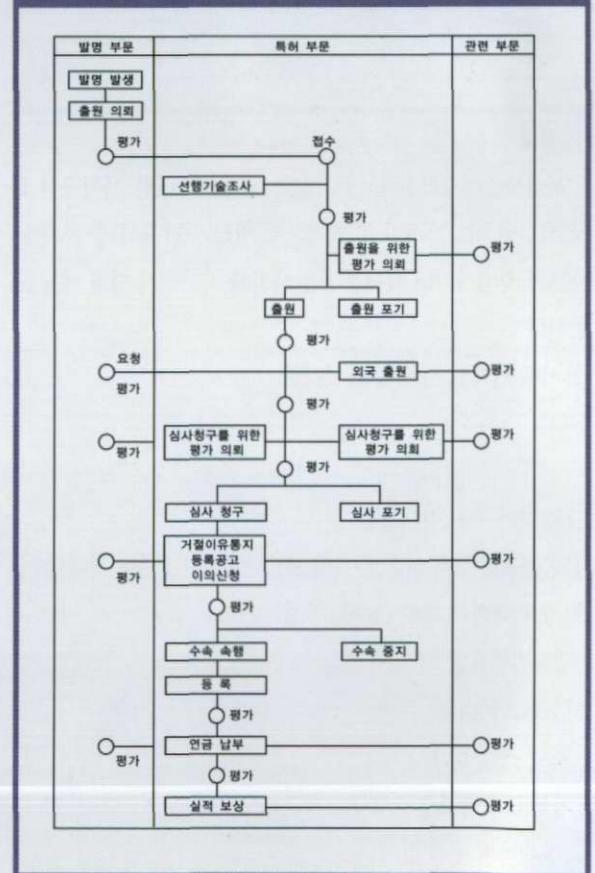 발명 부문 특허 부문 관련 부문
발명 발생
출원 의뢰
평가 접수
선행기술조사
평가
출원을 위한
평가 의뢰 평가
출원 출원 포기
평가
요청
평가 외국 출원 평가
평가
심사청구를 위한
평가 의뢰
심사청구를 위한
평가 의회
평가 평가
평가
심사 청구 심사 포기
거절이유통지
등록공고
이의신청
평가 평가
평가
수속 속행 수속 중지
등 록
평가
평가 연금 납부 평가
평가
실적 보상 평가